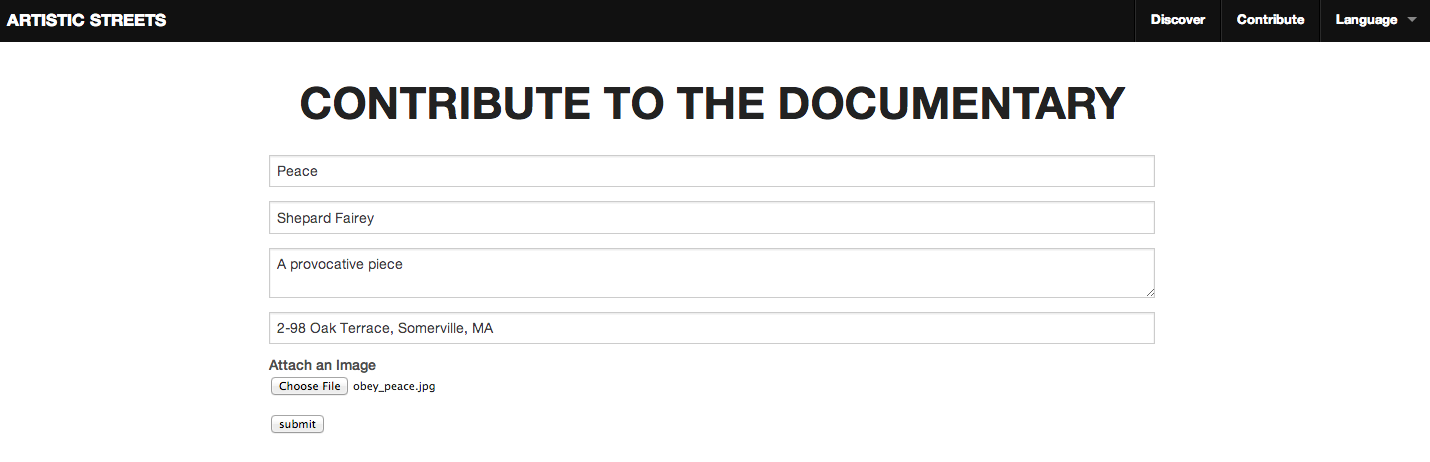 ARTISTIC STREETS Discover Contribute Language
CONTRIBUTE TO THE DOCUMENTARY
Peace
Shepard Fairey
A provocative piece
2-98 Oak Terrace, Somerville, MA
Attach an Image
Choose File obey_peace.jpg
submit